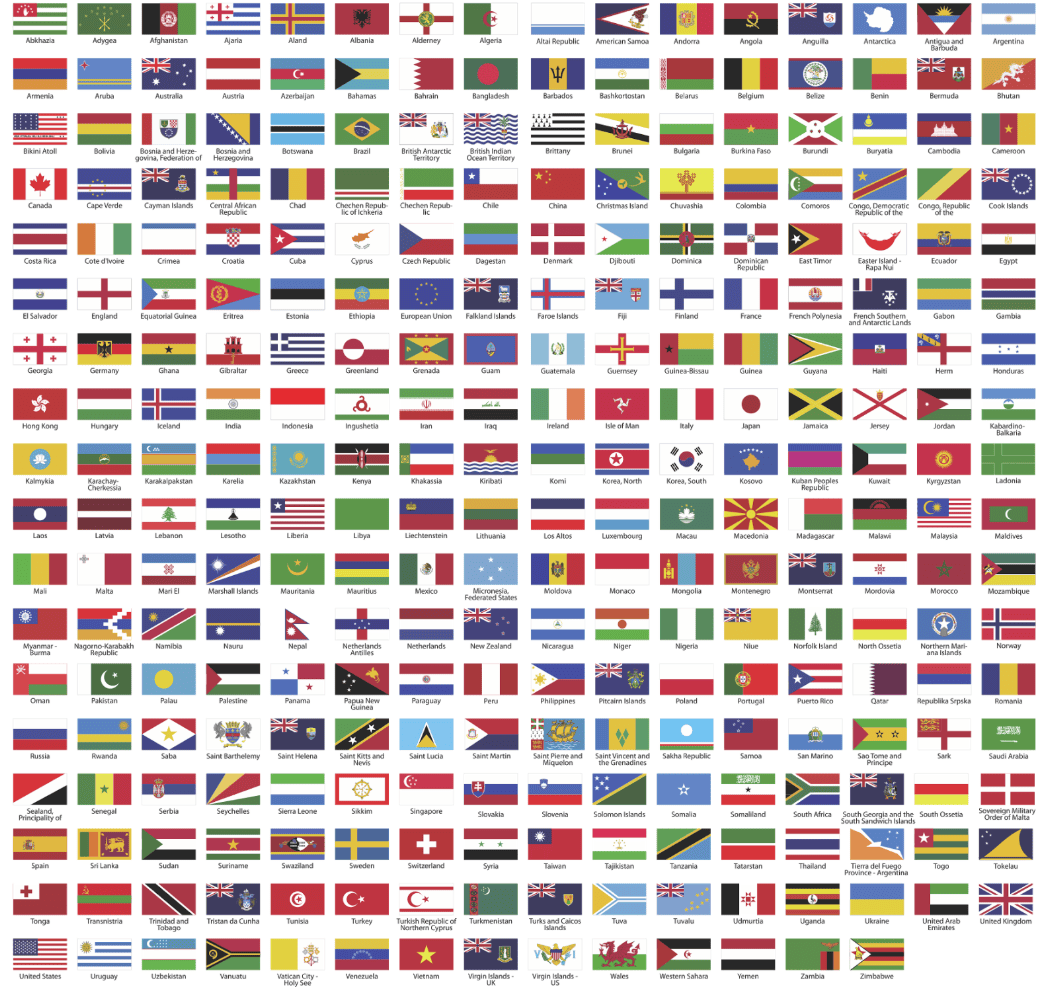 Abkhazia
Adygea
Afghanistan
Ajaria
Aland
Albania
Alderney
Algeria
Altai Republic
American Samoa
Andorra
Angola
Anguilla
Antarctica
Antigua and
Barbuda
Argentina
Armenia
Aruba
Australia
Austria
Azerbaijan
Bahamas
Bahrain
Bangladesh
Barbados
Bashkortostan
Belarus
Belgium
Belize
Benin
Bermuda
Bhutan
Bikini Atoll
Bolivia
Bosnia and Herze-
govina, Federation of
Bosnia and
Herzegovina
Botswana
Brazil
British Antarctic
Territory
British Indian
Ocean Territory
Brittany
Brunei
Bulgaria
Burkina Faso
Burundi
Buryatia
Cambodia
Cameroon
Canada
Cape Verde
Cayman Islands
Central African
Republic
Chad
Chechen Repub-
lic of Ichkeria
Chechen Repub-
lic
Chile
China
Christmas Island
Chuvashia
Colombia
Comoros
Congo, Democratic
Republic of the
Congo, Republic
of the
Cook Islands
Costa Rica
Cote d'Ivoire
Crimea
Croatia
Cuba
Cyprus
Czech Republic
Dagestan
Denmark
Djibouti
Dominica
Dominican
Republic
East Timor
Easter Island -
Rapa Nui
Ecuador
Egypt
El Salvador
England
Equatorial Guinea
Eritrea
Estonia
Ethiopia
European Union
Falkland Islands
Faroe Islands
Fiji
Finland
France
French Polynesia
French Southern
and Antarctic Lands
Gabon
Gambia
Georgia
Germany
Ghana
Gibraltar
Greece
Greenland
Grenada
Guam
Guatemala
Guernsey
Guinea-Bissau
Guinea
Guyana
Haiti
Herm
Honduras
Hong Kong
Hungary
Iceland
India
Indonesia
Ingushetia
Iran
Iraq
Ireland
Isle of Man
Italy
Japan
Jamaica
Jersey
Jordan
Kabardino-
Balkaria
Kalmykia
Karachay-
Cherkessia
Karakalpakstan
Karelia
Kazakhstan
Kenya
Khakassia
Kiribati
Komi
Korea, North
Korea, South
Kosovo
Kuban Peoples
Republic
Kuwait
Kyrgyzstan
Ladonia
Laos
Latvia
Lebanon
Lesotho
Liberia
Libya
Liechtenstein
Lithuania
Los Altos
Luxembourg
Macau
Macedonia
Madagascar
Malawi
Malaysia
Maldives
Mali
Malta
Mari El
Marshall Islands
Mauritania
Mauritius
Mexico
Micronesia,
Federated States
Moldova
Monaco
Mongolia
Montenegro
Montserrat
Mordovia
Morocco
Mozambique
Myanmar -
Burma
Nagorno-Karabakh
Republic
Namibia
Nauru
Nepal
Netherlands
Antilles
Netherlands
New Zealand
Nicaragua
Niger
Nigeria
Niue
Norfolk Island
North Ossetia
Northern Mari-
ana Islands
Norway
Oman
Pakistan
Palau
Palestine
Panama
Papua New
Guinea
Paraguay
Peru
Philippines
Pitcairn Islands
Poland
Portugal
Puerto Rico
Qatar
Republika Srpska
Romania
Russia
Rwanda
Saba
Saint Barthelemy
Saint Helena
Saint Kitts and
Nevis
Saint Lucia
Saint Martin
Saint Pierre and
Miquelon
Saint Vincent and
the Grenadines
Sakha Republic
Samoa
San Marino
Sao Tome and
Principe
Sark
Saudi Arabia
Sealand,
Principality of
Senegal
Serbia
Seychelles
Sierra Leone
Sikkim
Singapore
Slovakia
Slovenia
Solomon Islands
Somalia
Somaliland
South Africa
South Georgia and the
South Sandwich Islands
South Ossetia
Sovereign Military
Order of Malta
Spain
Sri Lanka
Sudan
Suriname
Swaziland
Sweden
Switzerland
Syria
Taiwan
Tajikistan
Tanzania
Tatarstan
Thailand
Tierra del Fuego
Province - Argentina
Togo
Tokelau
Tonga
Transnistria
Trinidad and
Tobago
Tristan da Cunha
Tunisia
Turkey
Turkish Republic of
Northern Cyprus
Turkmenistan
Turks and Caicos
Islands
Tuva
Tuvalu
Udmurtia
Uganda
Ukraine
United Arab
Emirates
United Kingdom
United States
Uruguay
Uzbekistan
Vanuatu
Vatican City -
Holy See
Venezuela
Vietnam
Virgin Islands -
UK
V I
Virgin Islands -
US
Wales
Western Sahara
Yemen
Zambia
Zimbabwe